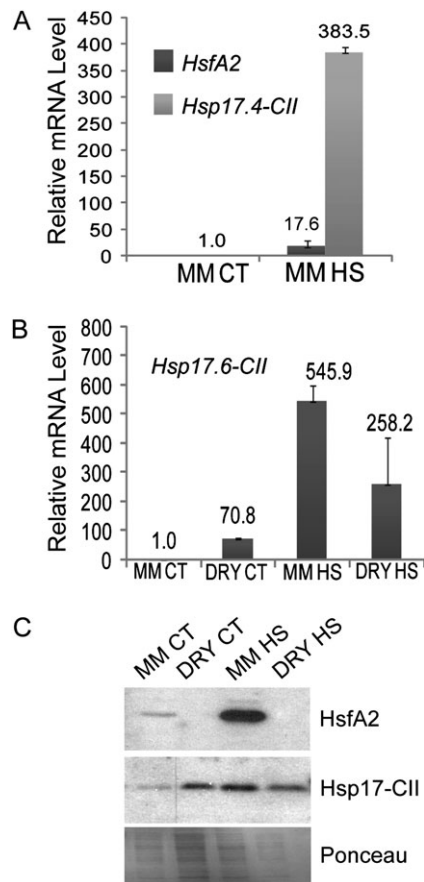 A
Relative mRNA Level
450
400
350
300
250
200
150
100
50
0
HsfA2
Hsp17.4-CII
383.5
1.0
17.6
MM CT
MM HS
B
Relative mRNA Level
800
700
600
500
400
300
200
100
0
Hsp17.6-CII
545.9
258.2
70.8
1.0
MM CT DRY CT MM HS DRY HS
C
MM CT DRY CT MM HS DRY HS
HsfA2
Hsp17-CII
Ponceau